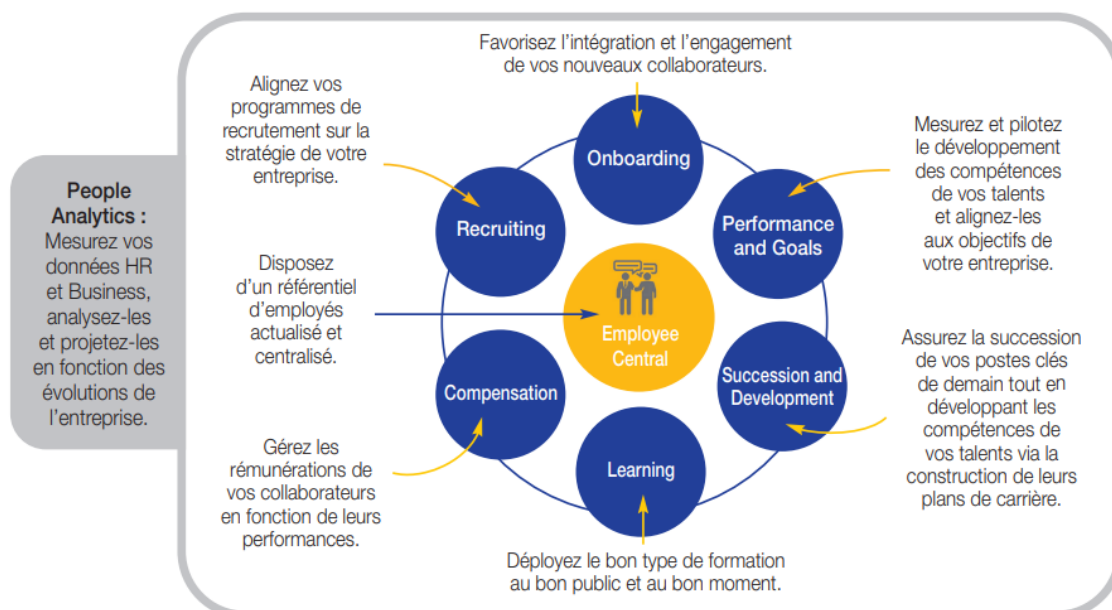 Favorisez l'intégration et l'engagement
de vos nouveaux collaborateurs.
Alignez vos
programmes de
recrutement sur la
stratégie de votre
entreprise.
Onboarding
Mesurez et pilotez
le développement
des compétences
de vos talents
et alignez-les
aux objectifs de
votre entreprise.
People
Analytics :
Mesurez vos
données HR
et Business,
analysez-les
et projetez-les
en fonction des
évolutions de
l'entreprise.
Recruiting
Performance
and Goals
Disposez
d'un référentiel
d'employés
actualisé et
centralisé.
Employee
Central
Compensation
Succession and
Development
Assurez la succession
de vos postes clés
de demain tout en
développant les
compétences de
vos talents via la
construction de leurs
plans de carrière.
Gérez les
rémunérations de
vos collaborateurs
en fonction de leurs
performances.
Learning
Déployez le bon type de formation
au bon public et au bon moment.